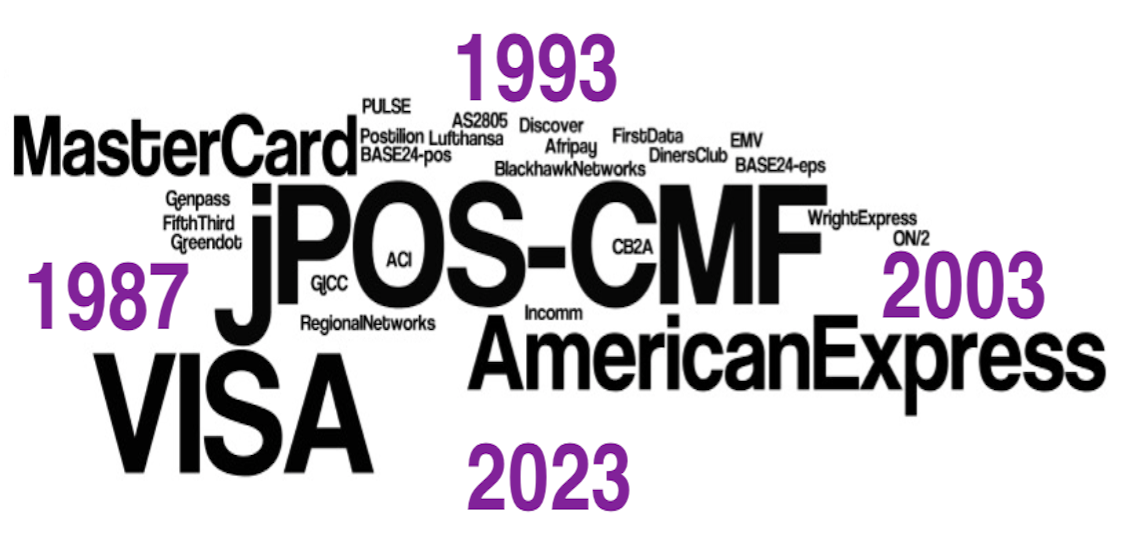 1993
PULSE
MasterCard
AS2805
Discover
Postilion
Lufthansa
Afripay
FirstData
EMV
BASE24-pos
BlackhawkNetworks
DinersClub
BASE24-eps
Genpass
FifthThird
Greendot
jPOS-CMF
WrightExpress
ON/2
ACI
CB2A
GICC
1987
2003
RegionalNetworks
Incomm
AmericanExpress
VISA
2023